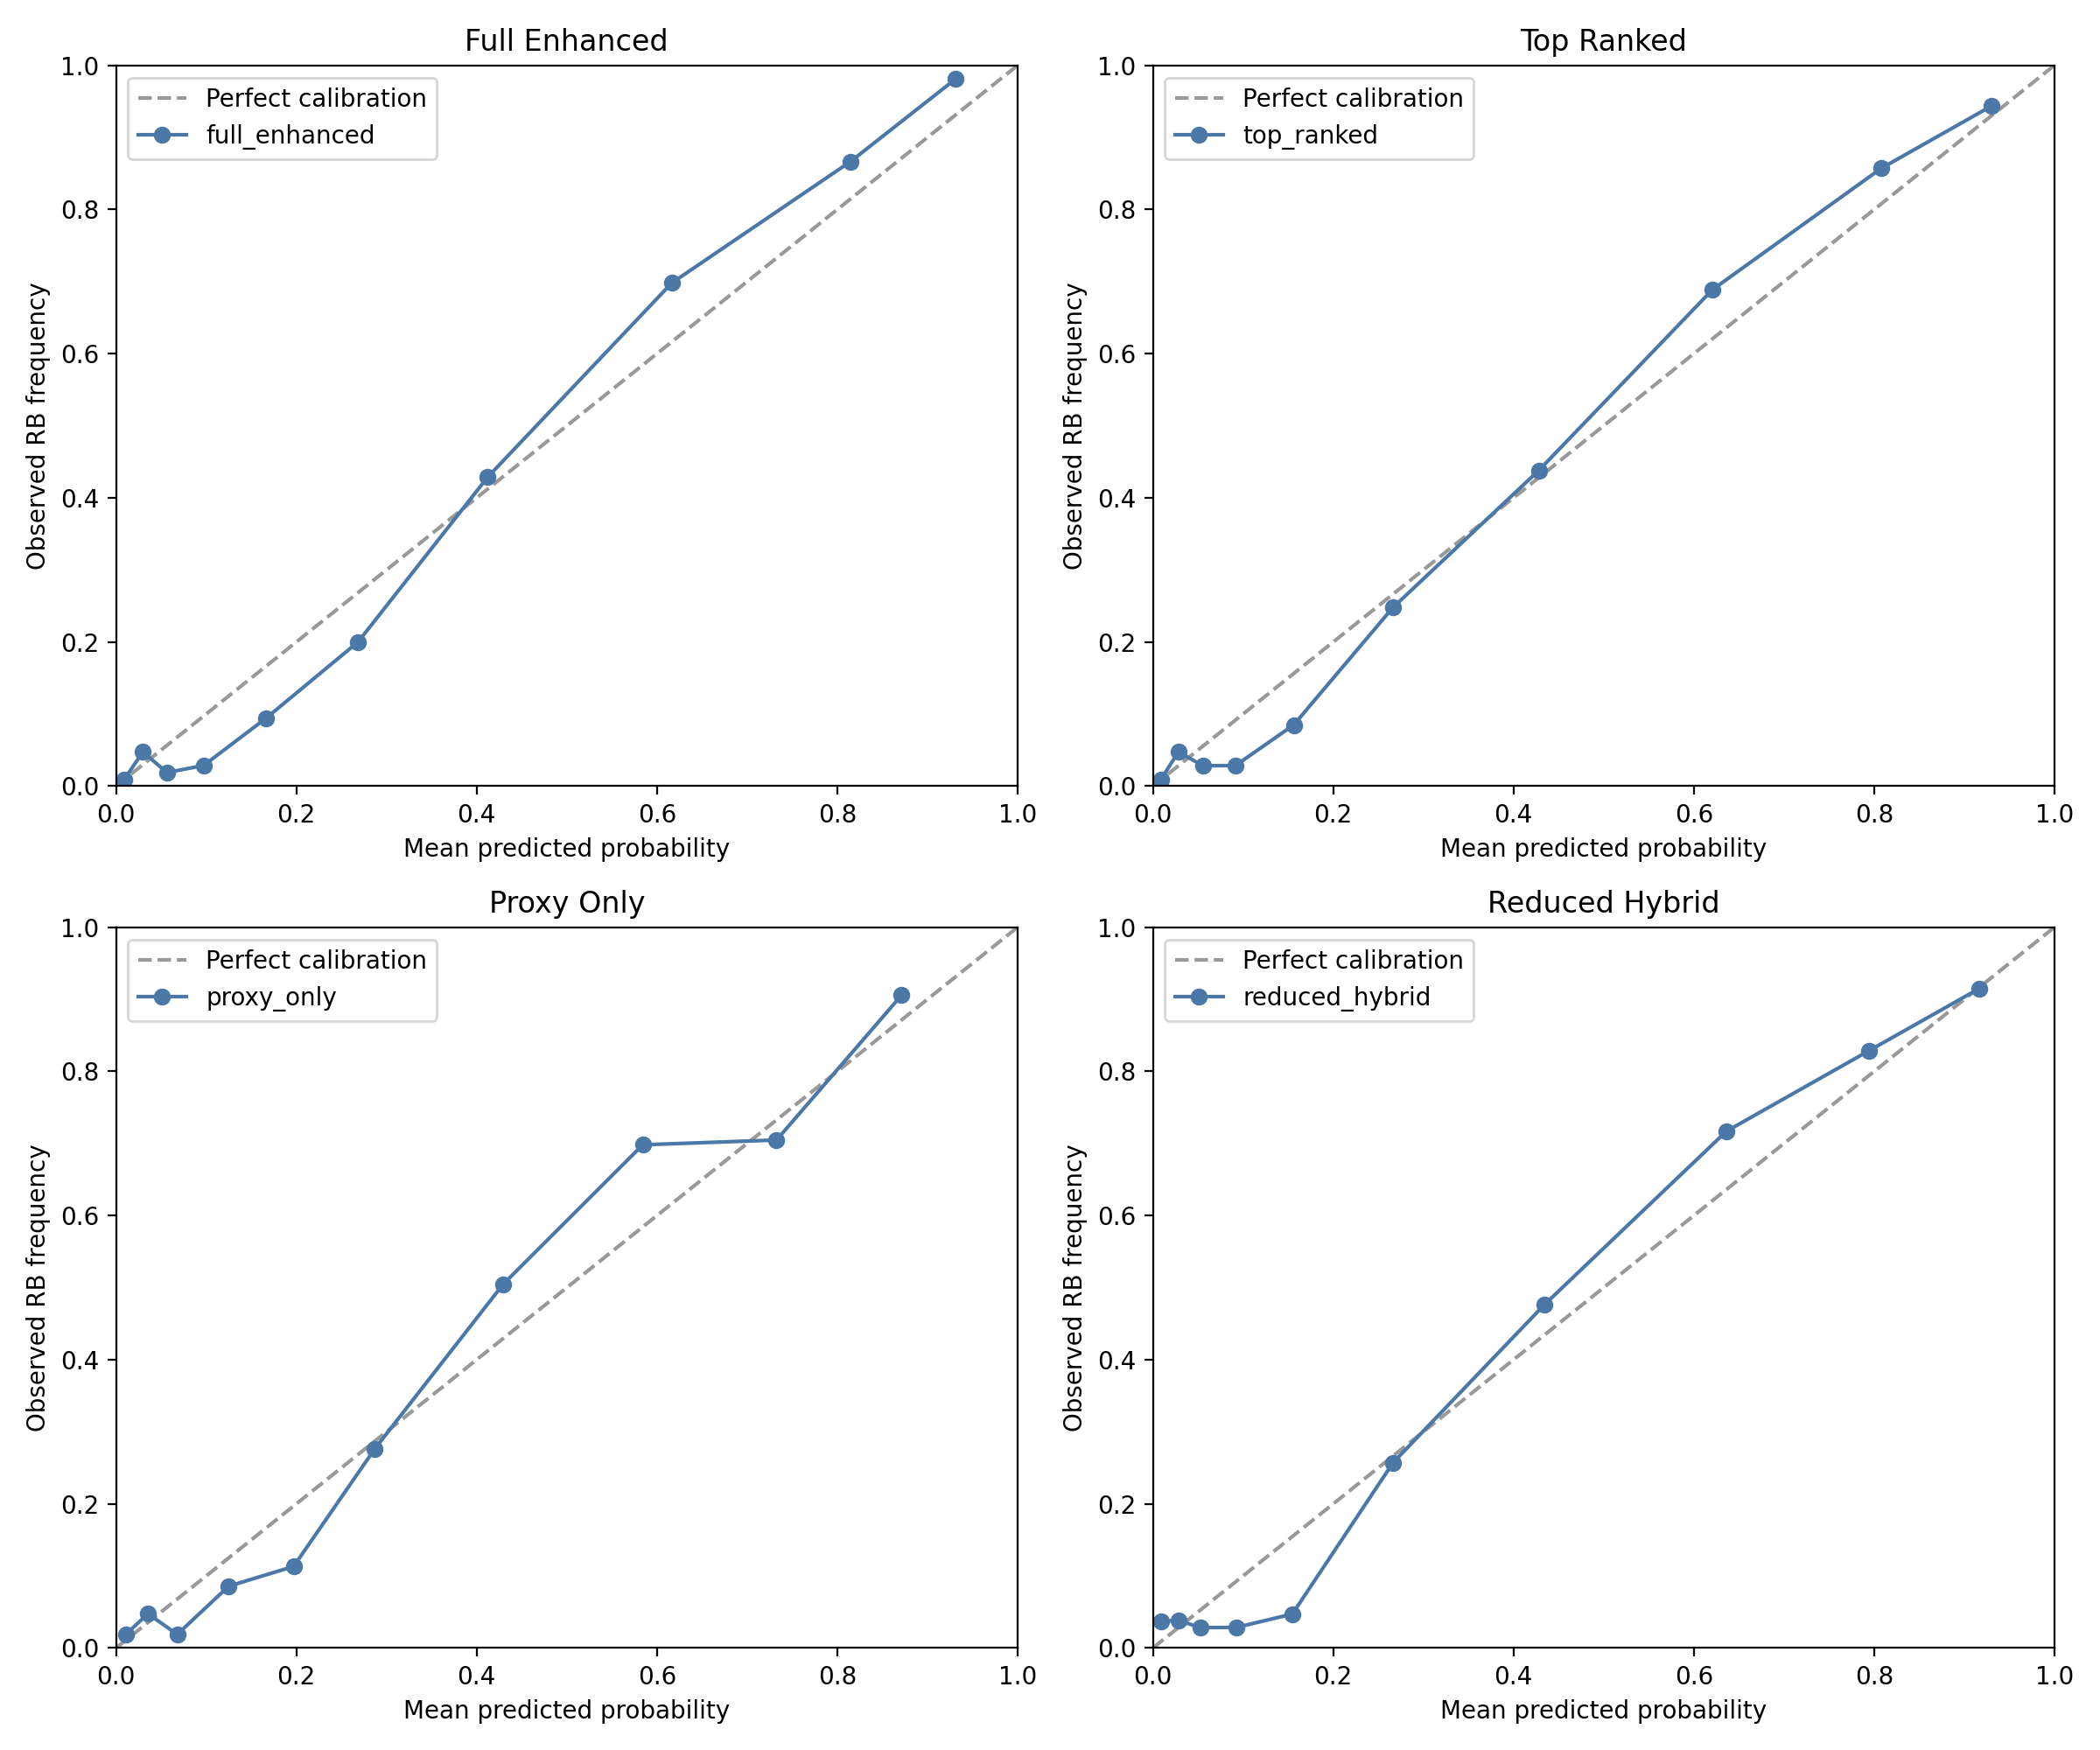 Full Enhanced
1.0
0.8
0.6
0.4
0.2
0.0
Observed RB frequency
Perfect calibration
full_enhanced
0.0 0.2 0.4 0.6 0.8 1.0
Mean predicted probability
Top Ranked
1.0
0.8
0.6
0.4
0.2
0.0
Observed RB frequency
Perfect calibration
top_ranked
0.0 0.2 0.4 0.6 0.8 1.0
Mean predicted probability
Proxy Only
1.0
0.8
0.6
0.4
0.2
0.0
Observed RB frequency
Perfect calibration
proxy_only
0.0 0.2 0.4 0.6 0.8 1.0
Mean predicted probability
Reduced Hybrid
1.0
0.8
0.6
0.4
0.2
0.0
Observed RB frequency
Perfect calibration
reduced_hybrid
0.0 0.2 0.4 0.6 0.8 1.0
Mean predicted probability